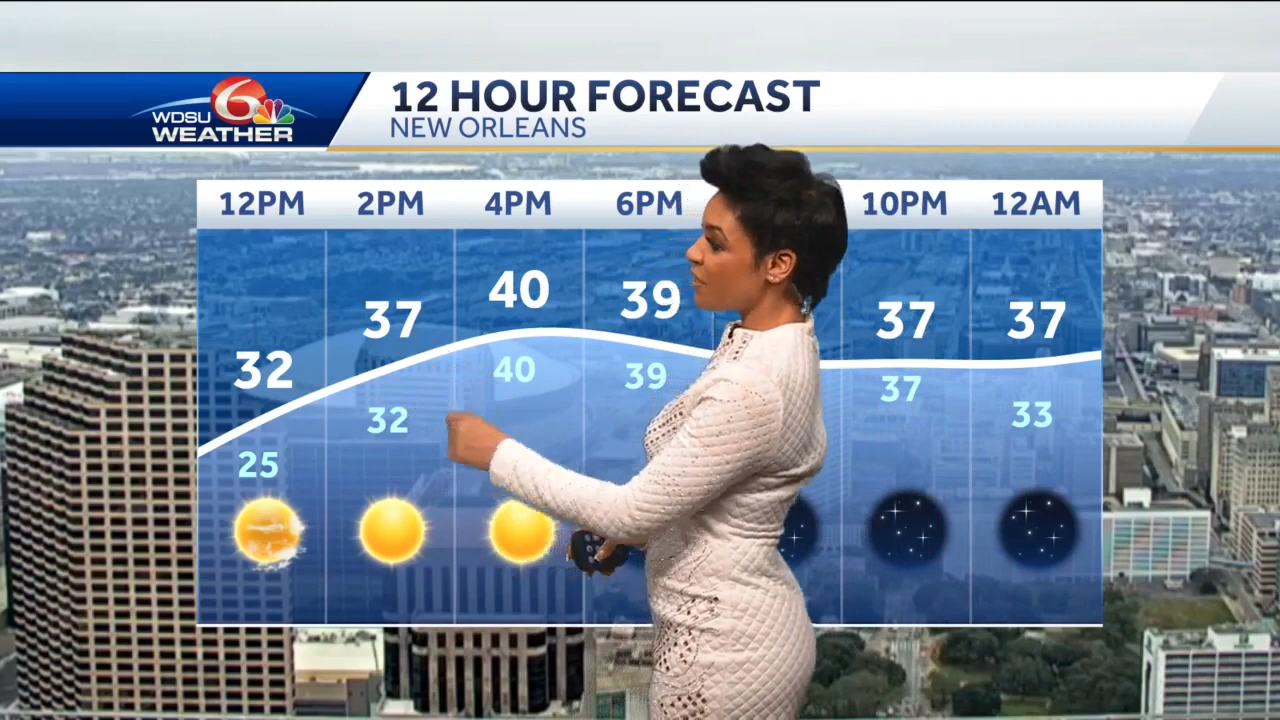 WDSU 6
WEATHER
12 HOUR FORECAST
NEW ORLEANS
12PM 2PM 4PM 6PM 10PM 12AM
32 37 40 39 37 37
25 32 40 39 37 33